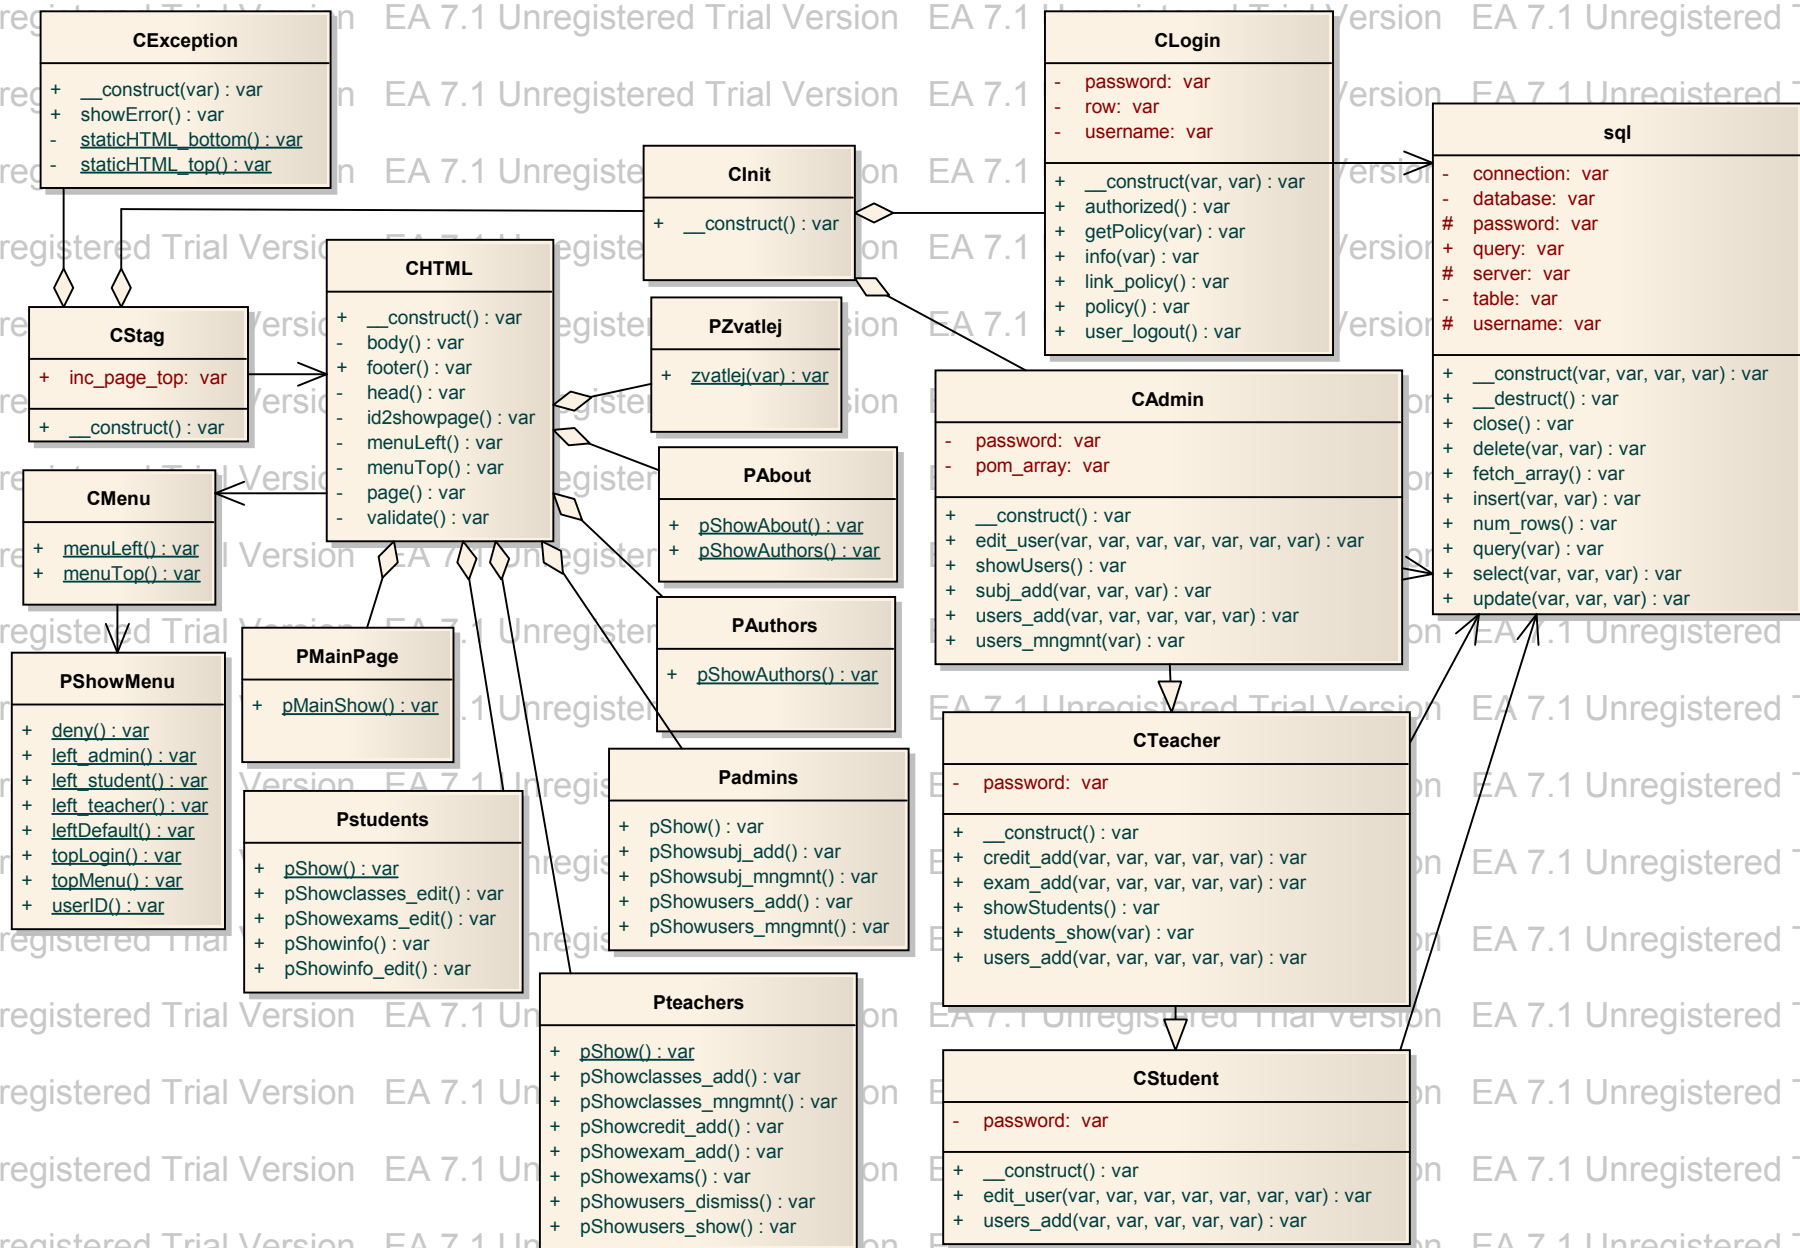 CException
+ __construct(var) : var
+ showError() : var
- staticHTML_bottom() : var
- staticHTML_top() : var
CLogin
- password: var
- row: var
- username: var
+ __construct(var, var) : var
+ authorized() : var
+ getPolicy(var) : var
+ info(var) : var
+ link_policy() : var
+ policy() : var
+ user_logout() : var
sql
- connection: var
- database: var
# password: var
+ query: var
# server: var
- table: var
# username: var
+ __construct(var, var, var, var) : var
+ __destruct() : var
+ close() : var
+ delete(var, var) : var
+ fetch_array() : var
+ insert(var, var) : var
+ num_rows() : var
+ query(var) : var
+ select(var, var, var) : var
+ update(var, var, var) : var
CInit
+ __construct() : var
CHTML
+ __construct() : var
- body() : var
+ footer() : var
- head() : var
- id2showpage() : var
- menuLeft() : var
- menuTop() : var
- page() : var
- validate() : var
CStag
+ inc_page_top: var
+ __construct() : var
PZvatlej
+ zvatlej(var) : var
CAdmin
- password: var
- pom_array: var
+ __construct() : var
+ edit_user(var, var, var, var, var, var, var) : var
+ showUsers() : var
+ subj_add(var, var, var) : var
+ users_add(var, var, var, var, var) : var
+ users_mngmnt(var) : var
PAbout
+ pShowAbout() : var
+ pShowAuthors() : var
CMenu
+ menuLeft() : var
+ menuTop() : var
PAuthors
+ pShowAuthors() : var
PMainPage
+ pMainShow() : var
PShowMenu
+ deny() : var
+ left_admin() : var
+ left_student() : var
+ left_teacher() : var
+ leftDefault() : var
+ topLogin() : var
+ topMenu() : var
+ userID() : var
CTeacher
- password: var
+ __construct() : var
+ credit_add(var, var, var, var, var) : var
+ exam_add(var, var, var, var, var) : var
+ showStudents() : var
+ students_show(var) : var
+ users_add(var, var, var, var, var) : var
Padmins
+ pShow() : var
+ pShowsubj_add() : var
+ pShowsubj_mngmnt() : var
+ pShowusers_add() : var
+ pShowusers_mngmnt() : var
Pstudents
+ pShow() : var
+ pShowclasses_edit() : var
+ pShowexams_edit() : var
+ pShowinfo() : var
+ pShowinfo_edit() : var
Pteachers
+ pShow() : var
+ pShowclasses_add() : var
+ pShowclasses_mngmnt() : var
+ pShowcredit_add() : var
+ pShowexam_add() : var
+ pShowexams() : var
+ pShowusers_dismiss() : var
+ pShowusers_show() : var
CStudent
- password: var
+ __construct() : var
+ edit_user(var, var, var, var, var, var, var) : var
+ users_add(var, var, var, var, var) : var
EA 7.1 Unregistered Trial Version